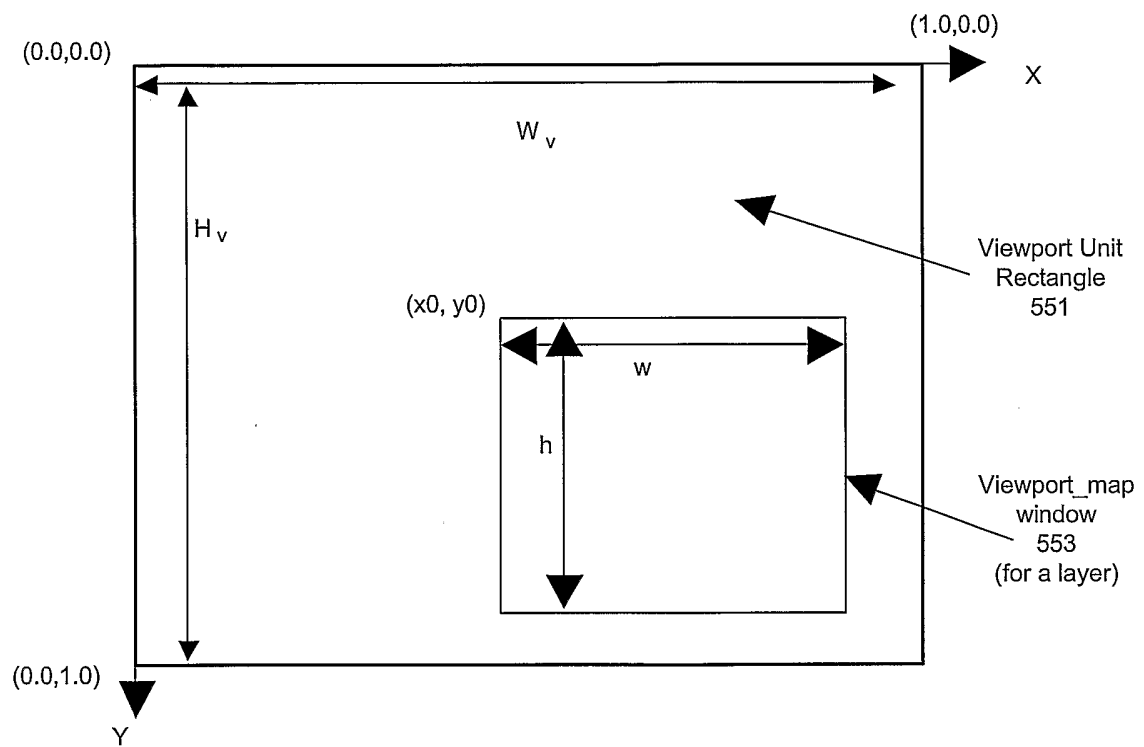 (0.0,0.0)
(1.0,0.0)
X
W v
H v
Viewport Unit
Rectangle
551
(x0, y0)
w
h
Viewport_map
window
553
(for a layer)
(0.0,1.0)
Y